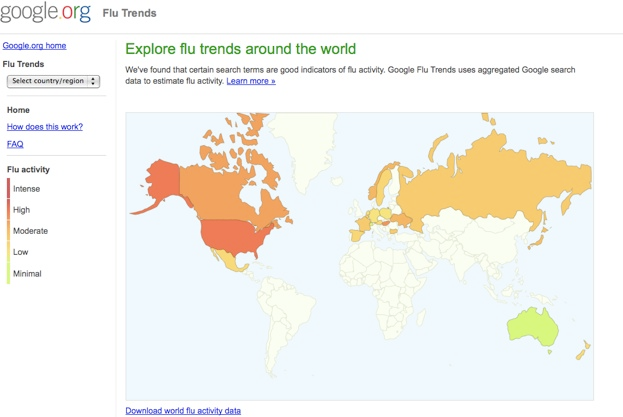 google.org Flu Trends
Google.org home
Flu Trends
Select country/region
Home
How does this work?
FAQ
Flu activity
Intense
High
Moderate
Low
Minimal
Explore flu trends around the world
We've found that certain search terms are good indicators of flu activity. Google Flu Trends uses aggregated Google search
data to estimate flu activity. Learn more »
Download world flu activity data